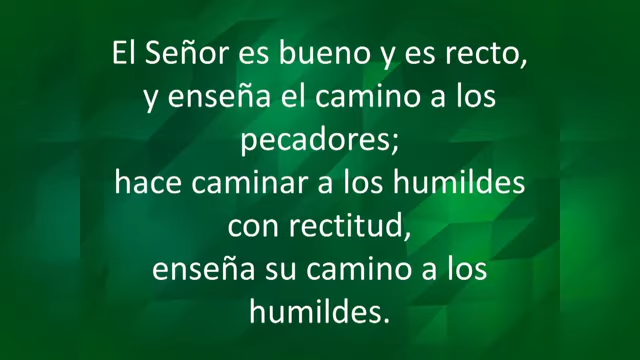 El Señor es bueno y es recto,
y enseña el camino a los
pecadores;
hace caminar a los humildes
con rectitud,
enseña su camino a los
humildes.